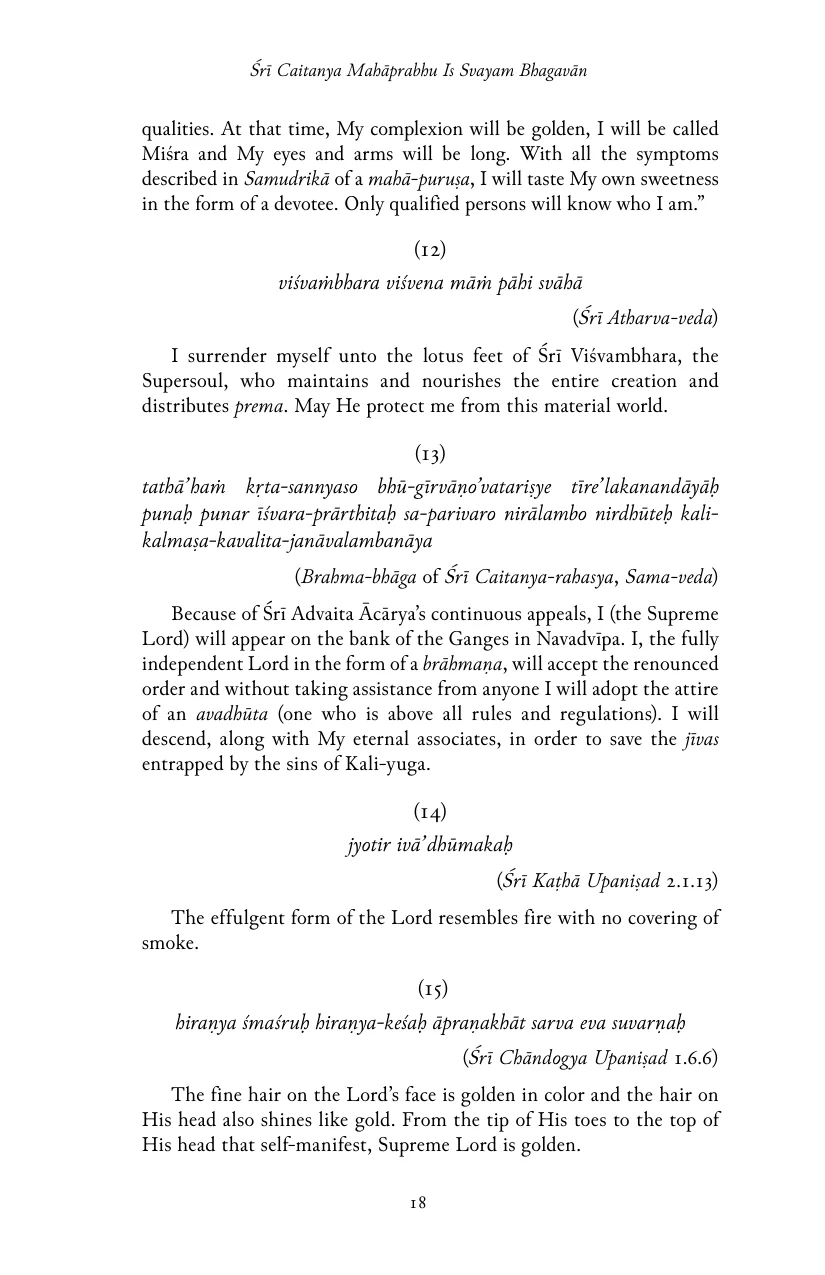 Śrī Caitanya Mahāprabhu Is Svayam Bhagavān
qualities. At that time, My complexion will be golden, I will be called
Miśra and My eyes and arms will be long. With all the symptoms
described in Samudrikā of a mahā-puruṣa, I will taste My own sweetness
in the form of a devotee. Only qualified persons will know who I am.”
(12)
viśvaṁbhara viśvena māṁ pāhi svāhā
(Śrī Atharva-veda)
I surrender myself unto the lotus feet of Śrī Viśvambhara, the
Supersoul, who maintains and nourishes the entire creation and
distributes prema. May He protect me from this material world.
(13)
tathā’haṁ kṛta-sannyaso bhū-gīrvāṇo’vatariṣye tīre’lakanandāyāḥ
punaḥ punar īśvara-prārthitaḥ sa-parivaro nirālambo nirdhūteḥ kali-
kalmaṣa-kavalita-janāvalambanāya
(Brahma-bhāga of Śrī Caitanya-rahasya, Sama-veda)
Because of Śrī Advaita Ācārya’s continuous appeals, I (the Supreme
Lord) will appear on the bank of the Ganges in Navadvīpa. I, the fully
independent Lord in the form of a brāhmaṇa, will accept the renounced
order and without taking assistance from anyone I will adopt the attire
of an avadhūta (one who is above all rules and regulations). I will
descend, along with My eternal associates, in order to save the jīvas
entrapped by the sins of Kali-yuga.
(14)
jyotir ivā’dhūmakaḥ
(Śrī Kaṭhā Upaniṣad 2.1.13)
The effulgent form of the Lord resembles fire with no covering of
smoke.
(15)
hiraṇya śmaśruḥ hiraṇya-keśaḥ āpraṇakhāt sarva eva suvarṇaḥ
(Śrī Chāndogya Upaniṣad 1.6.6)
The fine hair on the Lord’s face is golden in color and the hair on
His head also shines like gold. From the tip of His toes to the top of
His head that self-manifest, Supreme Lord is golden.
18